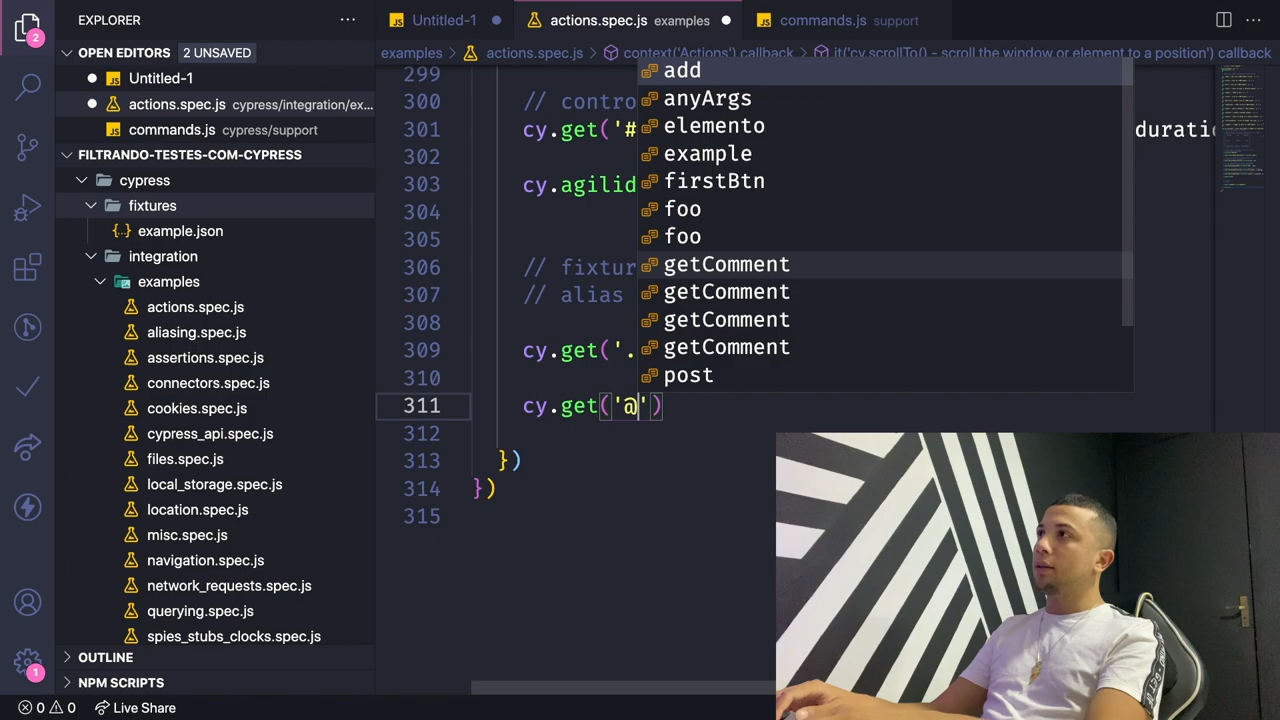 EXPLORER
...
Untitled-1
actions.spec.js examples
commands.js support
...
OPEN EDITORS 2 UNSAVED
examples > actions.spec.js > context('Actions') callback > it('cy.scrollTo() - scroll the window or element to a position') callback
Untitled-1
actions.spec.js cypress/integration/ex...
commands.js cypress/support
FILTRANDO-TESTES-COM-CYPRESS
cypress
fixtures
example.json
integration
examples
actions.spec.js
aliasing.spec.js
assertions.spec.js
connectors.spec.js
cookies.spec.js
cypress_api.spec.js
files.spec.js
local_storage.spec.js
location.spec.js
misc.spec.js
navigation.spec.js
network_requests.spec.js
querying.spec.js
spies_stubs_clocks.spec.js
OUTLINE
NPM SCRIPTS
299
300 // contro
301 cy.get('# duratio
302
303 cy.agilid
304
305
306 // fixtur
307 // alias
308
309 cy.get('.
310
311 cy.get('@')
312
313 })
314 })
315
add
anyArgs
elemento
example
firstBtn
foo
foo
getComment
getComment
getComment
getComment
post
2
1
0 0 Live Share